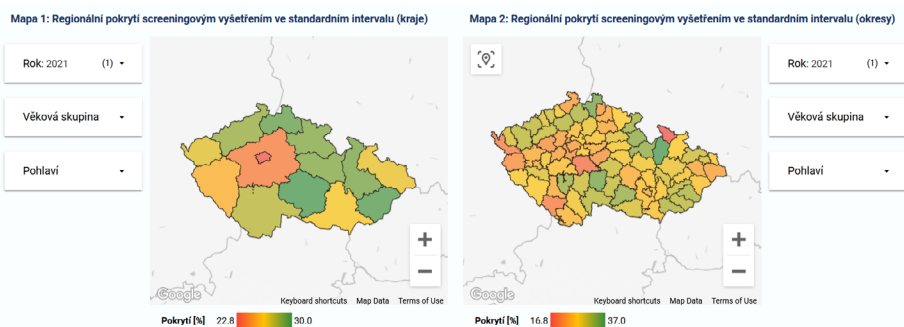 Mapa 1: Regionální pokrytí screeningovým vyšetřením ve standardním intervalu (kraje)
Rok: 2021 (1)
Věková skupina
Pohlaví
Google
Keyboard shortcuts Map Data Terms of Use
Pokrytí [%] 22.8 30.0
Mapa 2: Regionální pokrytí screeningovým vyšetřením ve standardním intervalu (okresy)
Rok: 2021 (1)
Věková skupina
Pohlaví
Google
Keyboard shortcuts Map Data Terms of Use
Pokrytí [%] 16.8 37.0